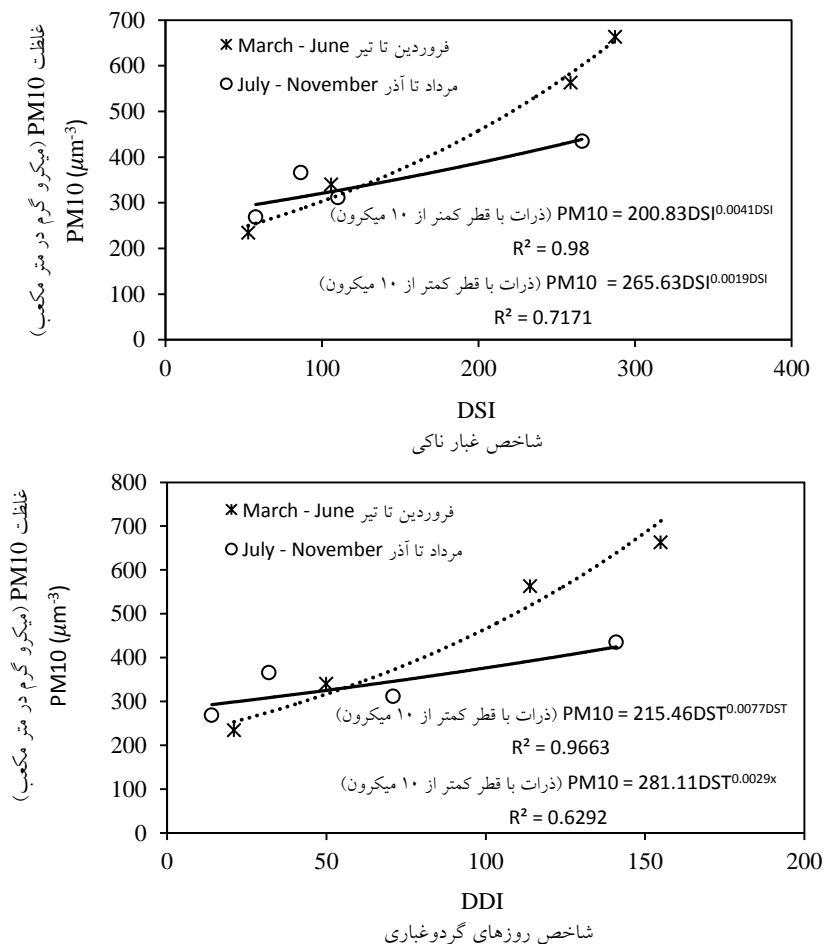 700
600
500
400
300
200
100
0
غلظت PM10 (میکرو گرم در متر مکعب)
PM10 (μm-3)
March - June فروردین تا تیر
July - November مرداد تا آذر
PM10 = 200.83DSI0.0041DSI (ذرات با قطر کمتر از ۱۰ میکرون)
R² = 0.98
PM10 = 265.63DSI0.0019DSI (ذرات با قطر کمتر از ۱۰ میکرون)
R² = 0.7171
0 100 200 300 400
DSI
شاخص غبار ناکی
800
700
600
500
400
300
200
100
0
غلظت PM10 (میکرو گرم در متر مکعب)
PM10 (μm-3)
March - June فروردین تا تیر
July - November مرداد تا آذر
PM10 = 215.46DST0.0077DST (ذرات با قطر کمتر از ۱۰ میکرون)
R² = 0.9663
PM10 = 281.11DST0.0029x (ذرات با قطر کمتر از ۱۰ میکرون)
R² = 0.6292
0 50 100 150 200
DDI
شاخص روزهای گردوغباری